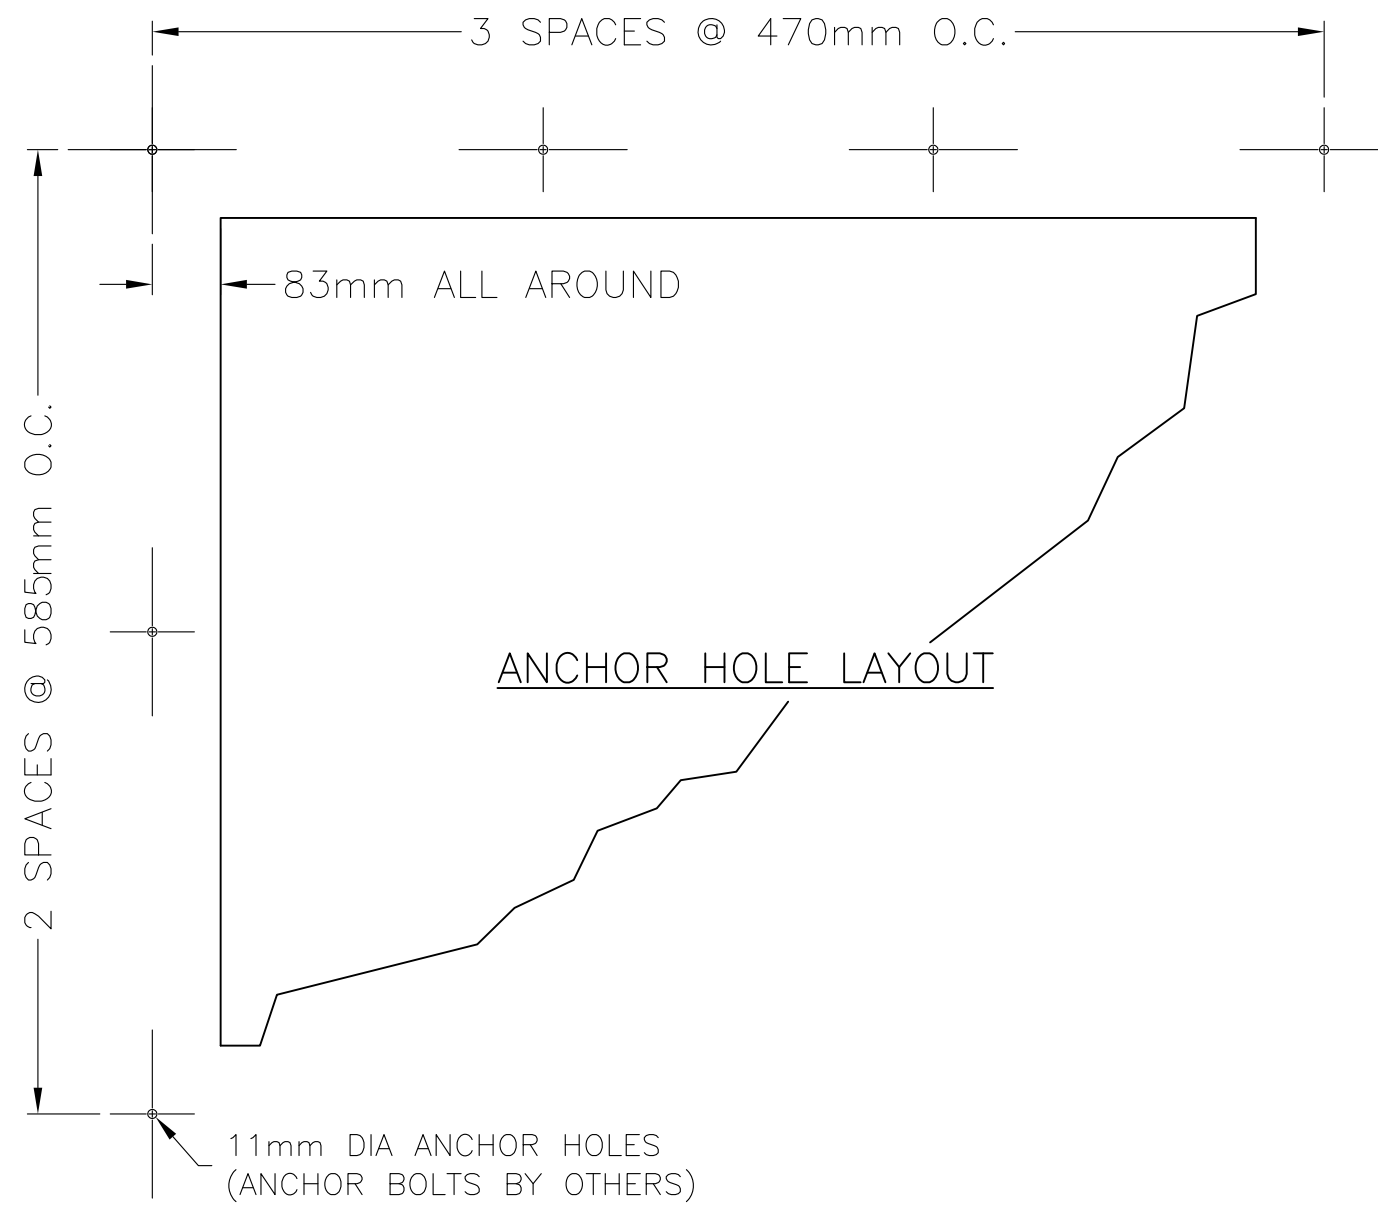 3 SPACES @ 470mm O.C.
83mm ALL AROUND
2 SPACES @ 585mm O.C.
ANCHOR HOLE LAYOUT
11mm DIA ANCHOR HOLES
(ANCHOR BOLTS BY OTHERS)